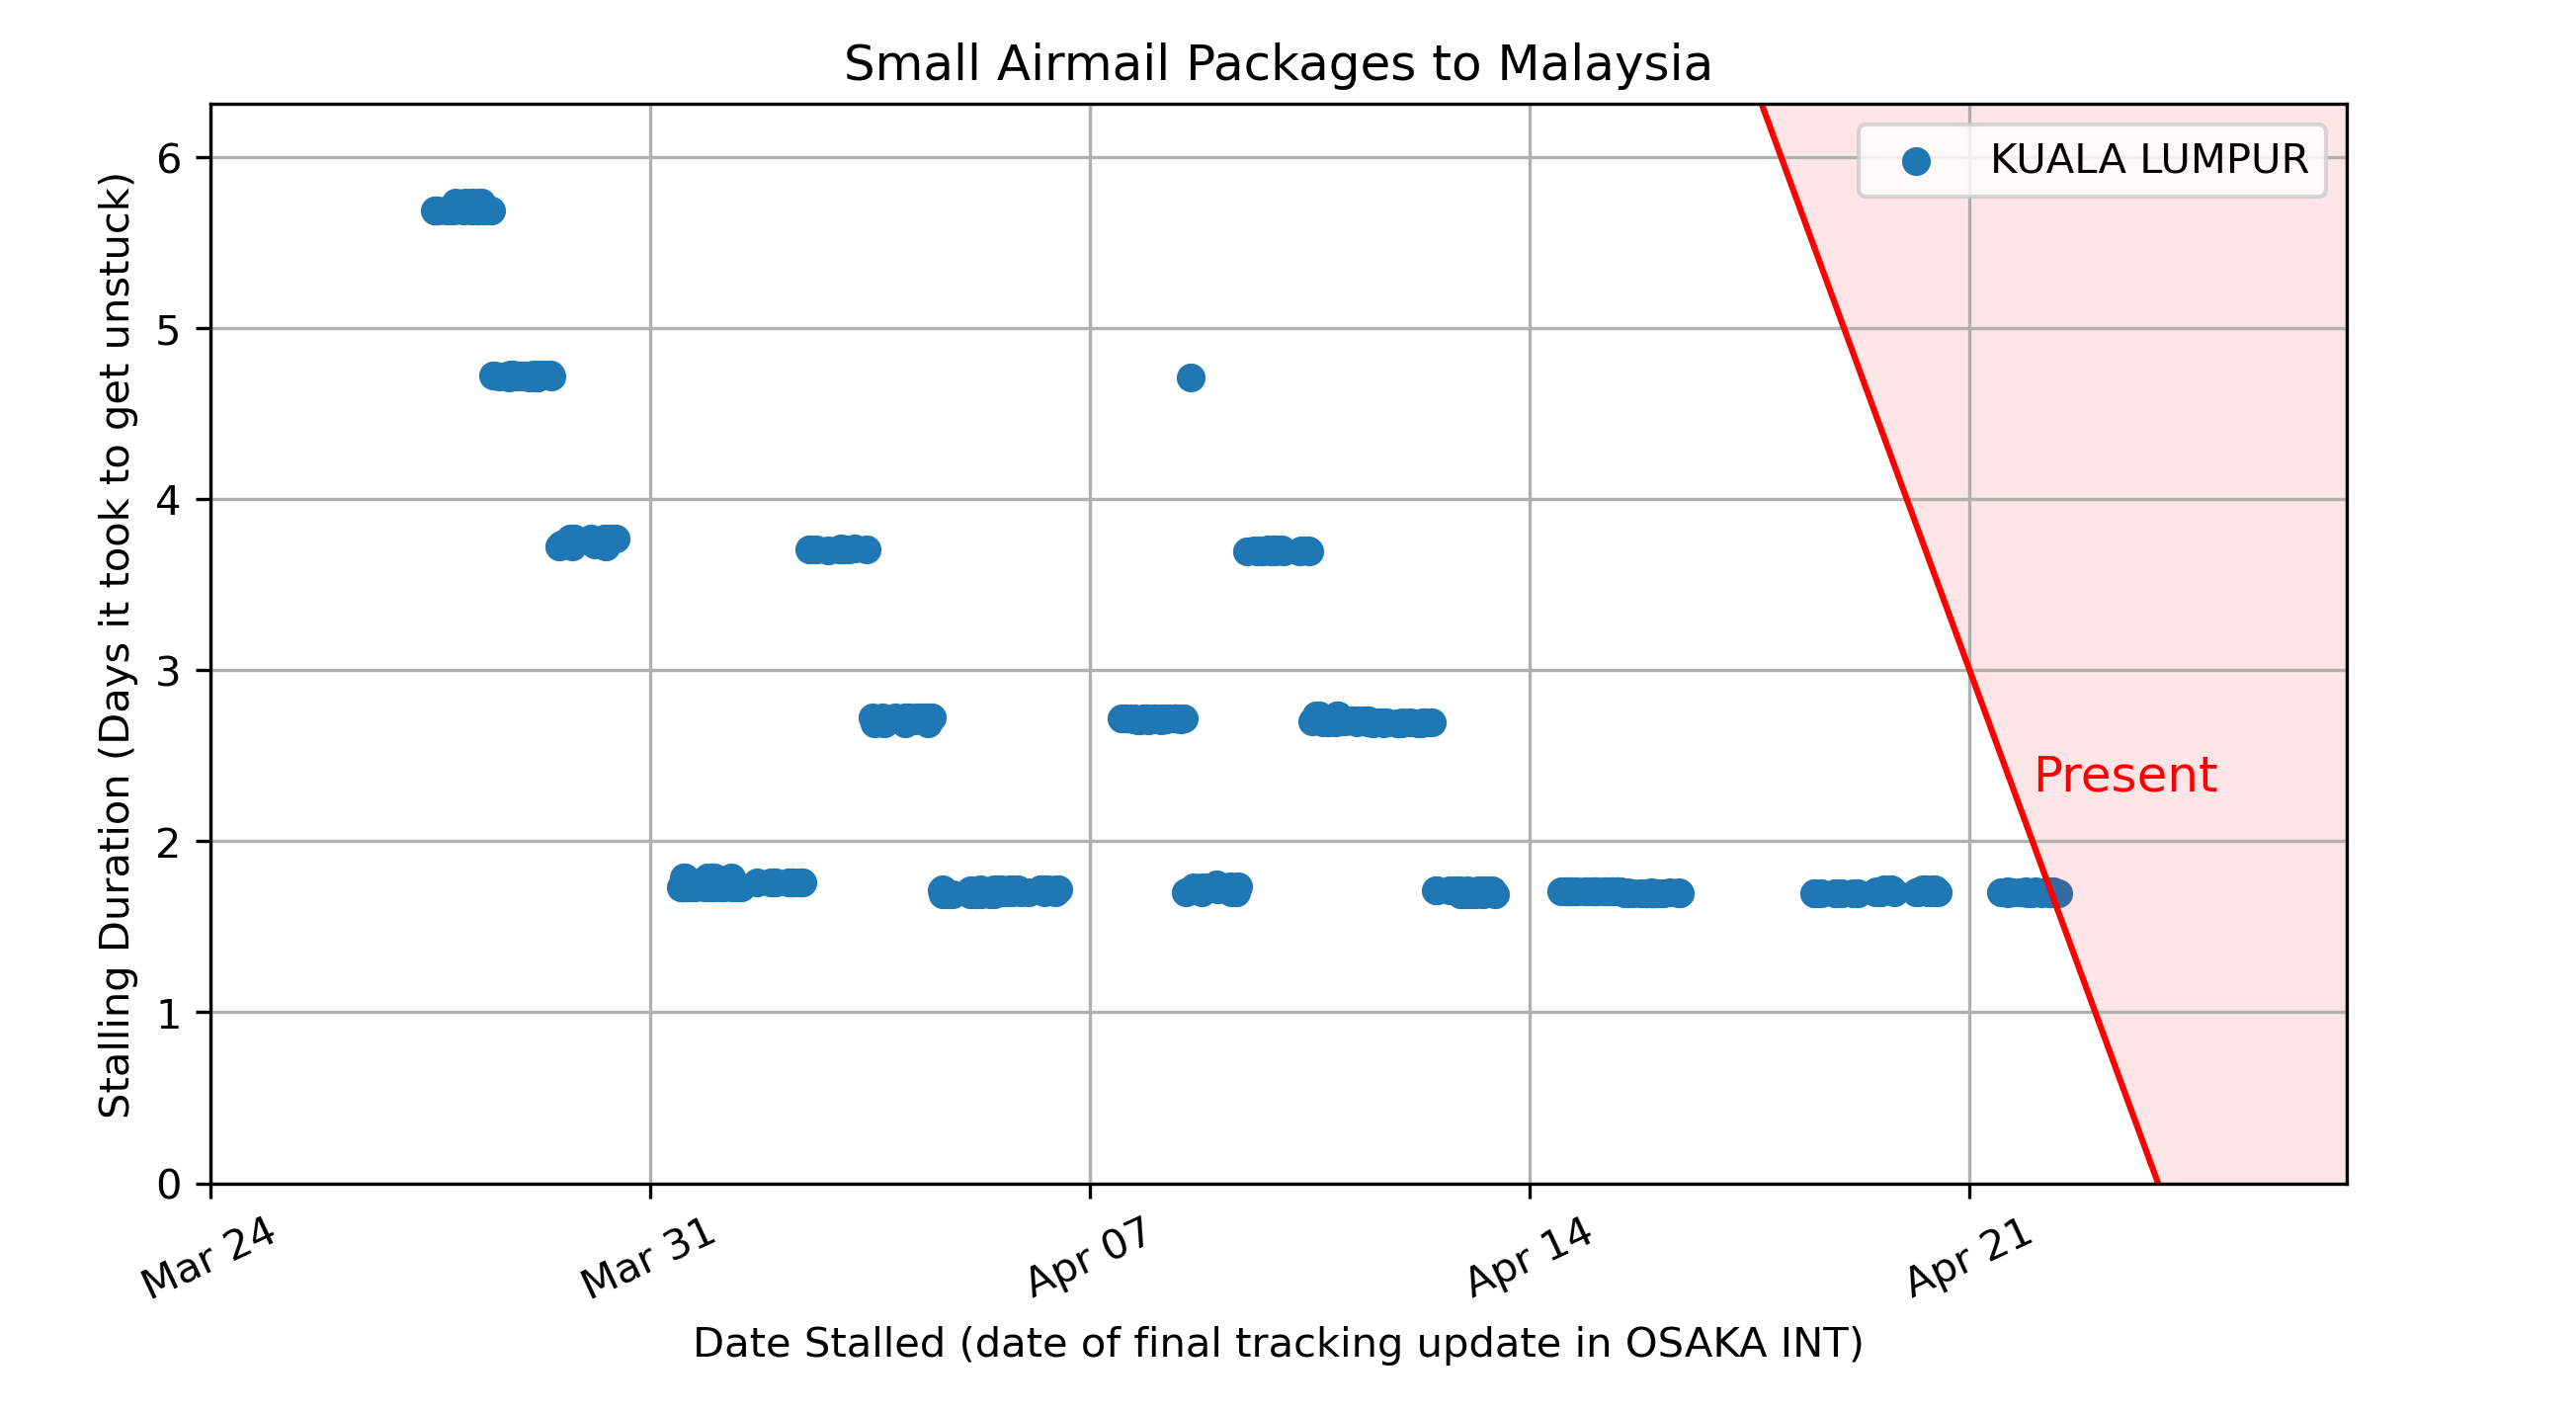 Small Airmail Packages to Malaysia
KUALA LUMPUR
Stalling Duration (Days it took to get unstuck)
6
5
4
3
2
1
0
Present
Mar 24
Mar 31
Apr 07
Apr 14
Apr 21
Date Stalled (date of final tracking update in OSAKA INT)